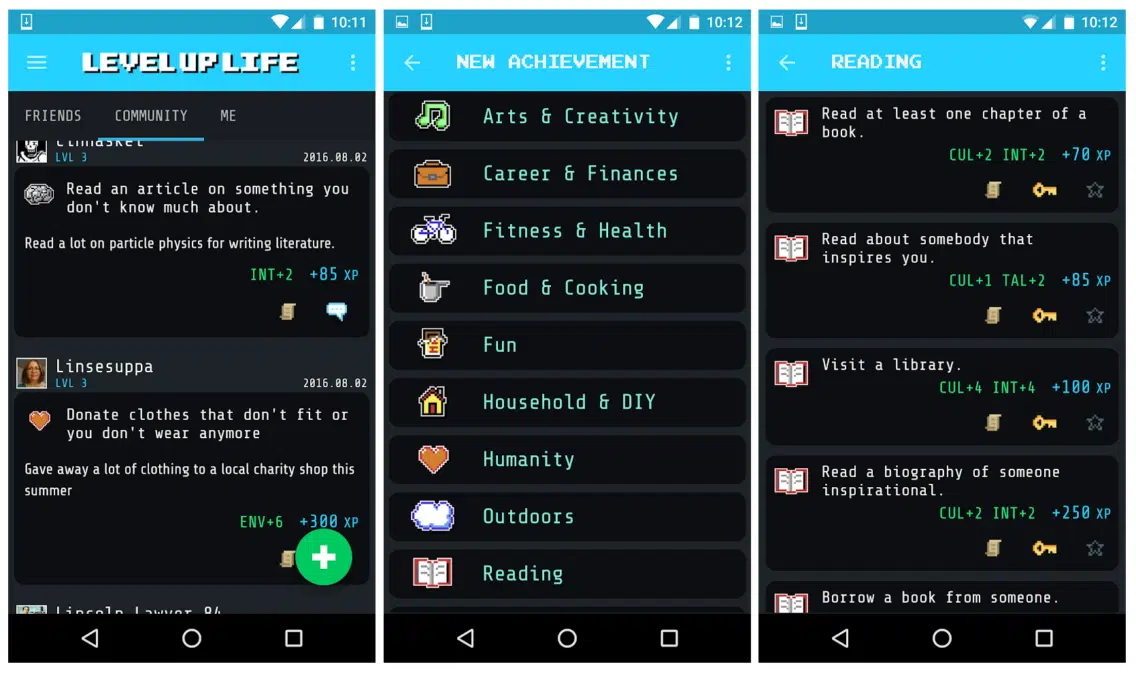 10:11
LEVEL UP LIFE
FRIENDS COMMUNITY ME
LVL 3 2016.08.02
Read an article on something you
don't know much about.
Read a lot on particle physics for writing literature.
INT+2 +85 XP
Linsesuppa
LVL 3 2016.08.02
Donate clothes that don't fit or
you don't wear anymore
Gave away a lot of clothing to a local charity shop this
summer
ENV+6 +300 XP
Lincoln Lawyer 84
10:12
NEW ACHIEVEMENT
Arts & Creativity
Career & Finances
Fitness & Health
Food & Cooking
Fun
Household & DIY
Humanity
Outdoors
Reading
10:12
READING
Read at least one chapter of a
book.
CUL+2 INT+2 +70 XP
Read about somebody that
inspires you.
CUL+1 TAL+2 +85 XP
Visit a library.
CUL+4 INT+4 +100 XP
Read a biography of someone
inspirational.
CUL+2 INT+2 +250 XP
Borrow a book from someone.